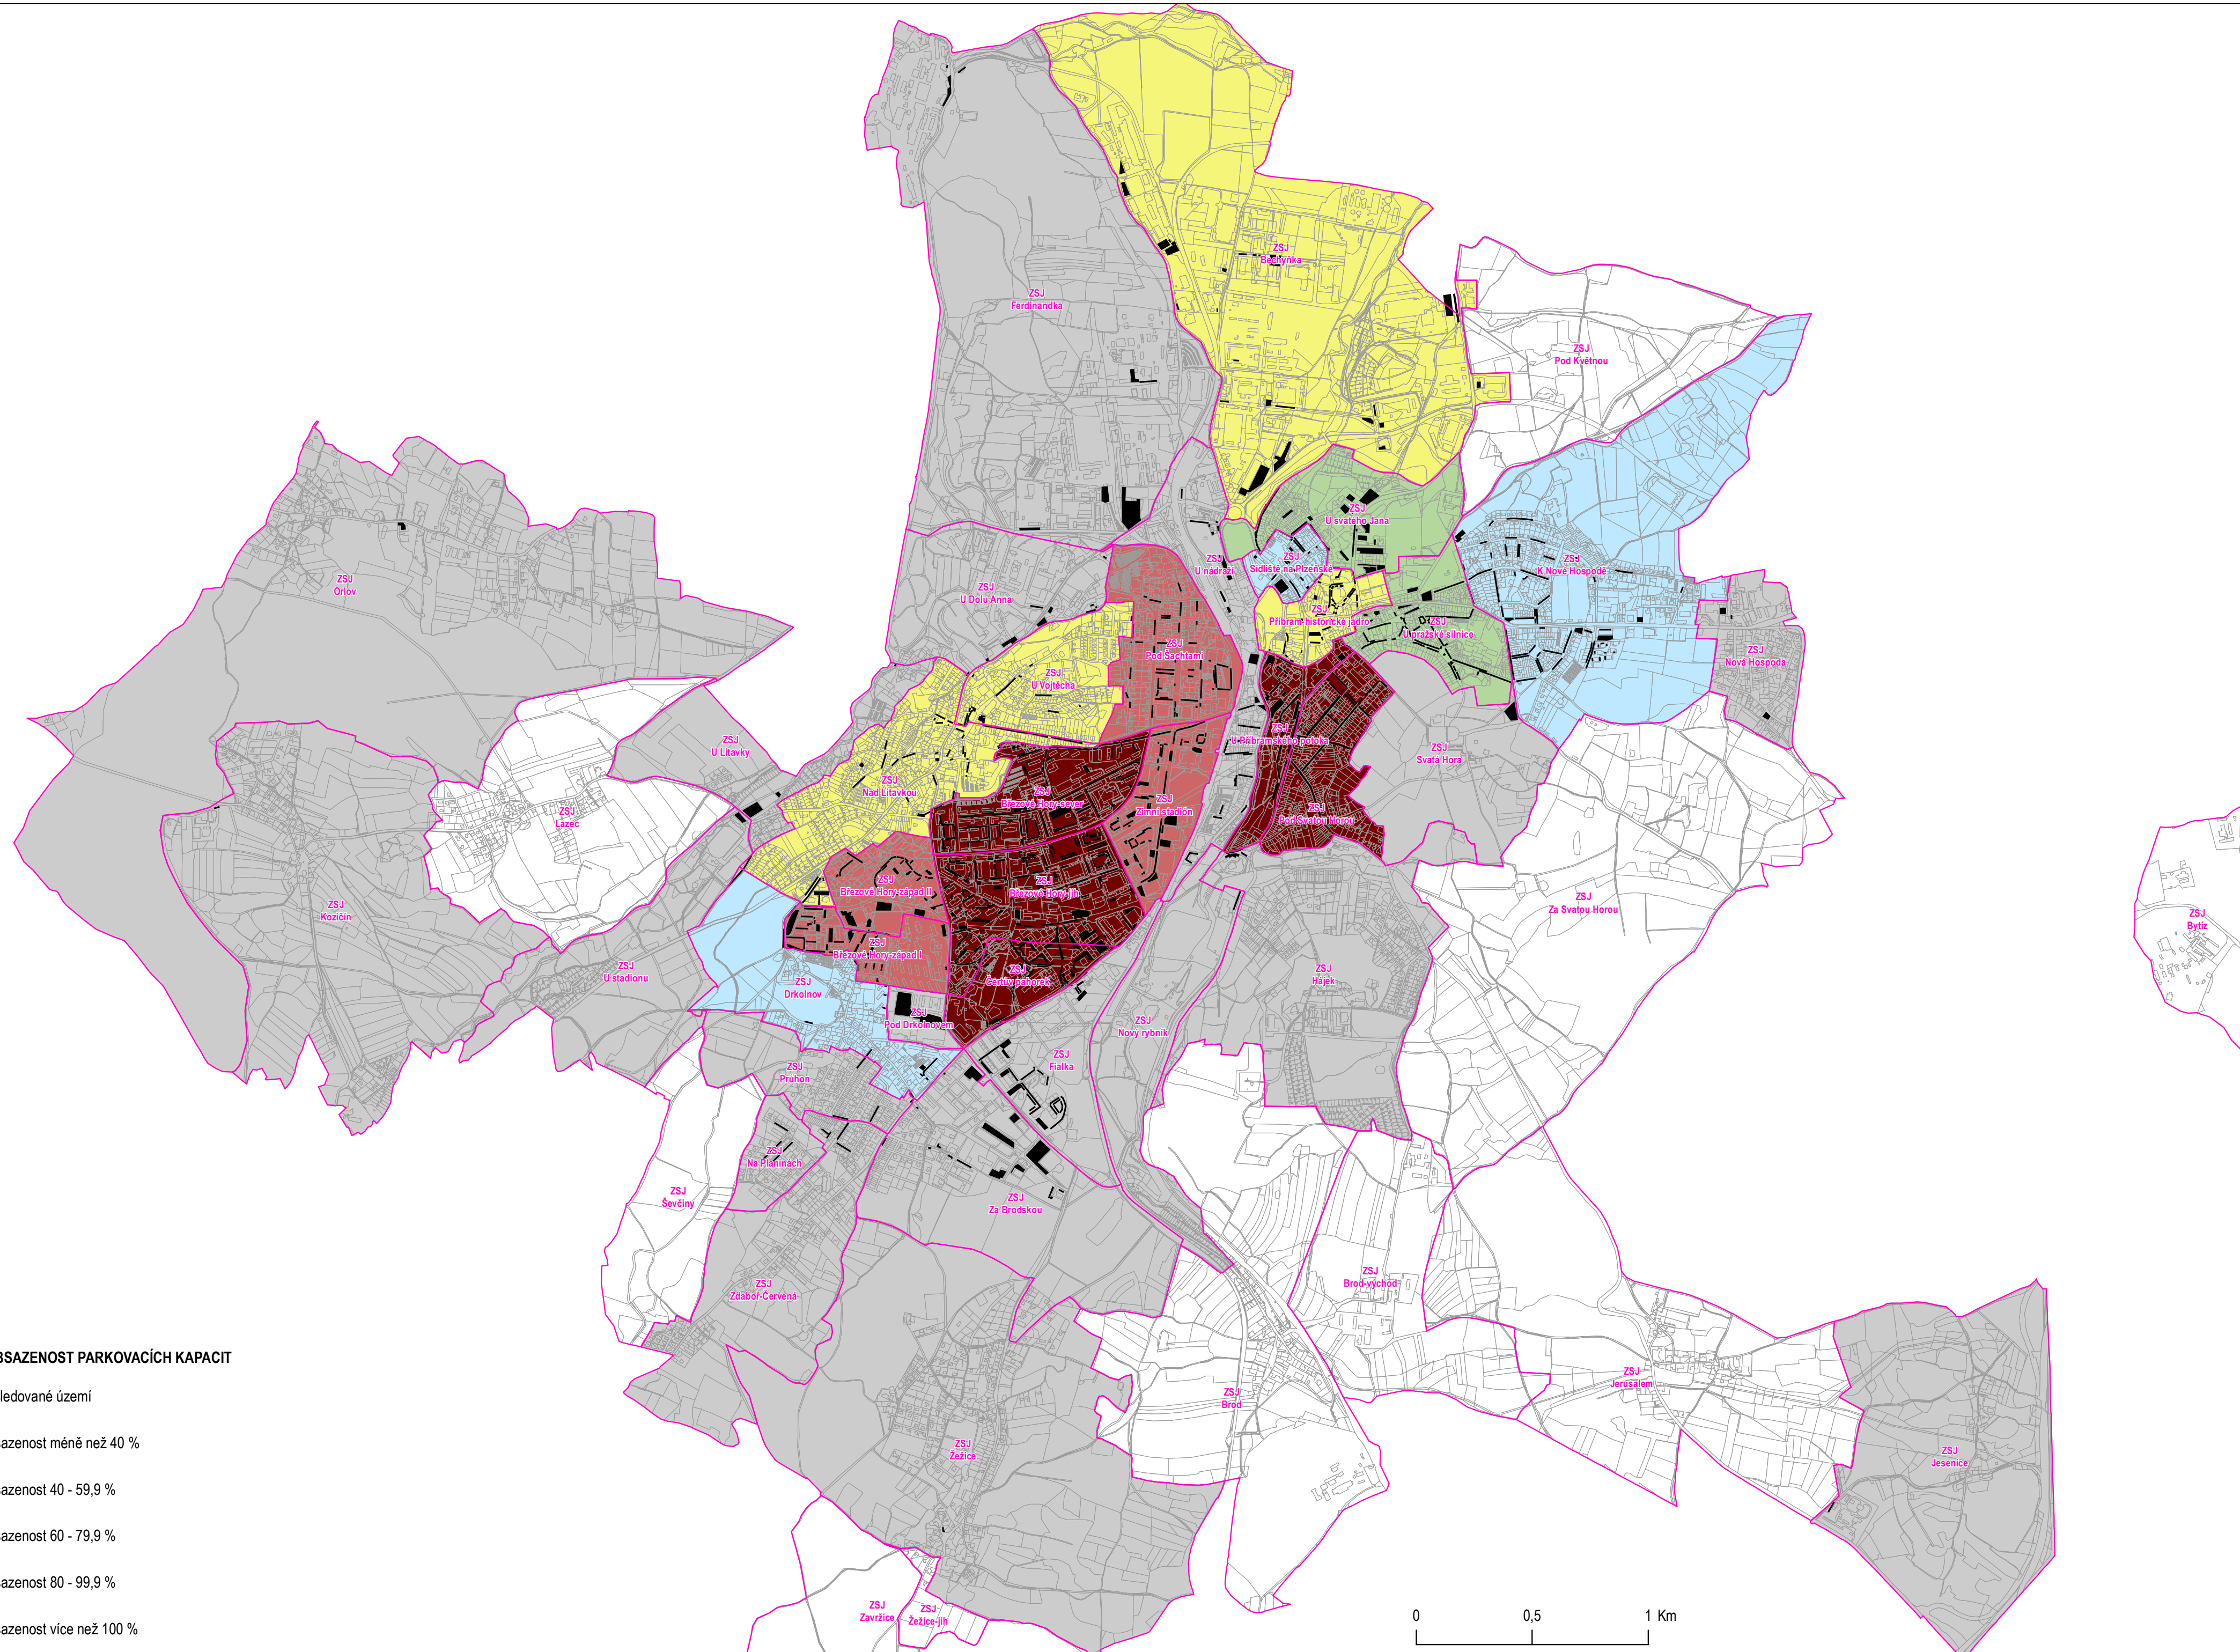 ZSJ
Bechyňka
ZSJ
Ferdinandka
ZSJ
Pod Květnou
ZSJ
U svatého Jana
ZSJ
Sídliště na Plzeňské
ZSJ
U nádraží
ZSJ
K Nové Hospodě
ZSJ
Orlov
ZSJ
U Dolu Anna
ZSJ
Příbram-historické jádro
ZSJ
U pražské silnice
ZSJ
Pod Šachtami
ZSJ
Nová Hospoda
ZSJ
U Vojtěcha
ZSJ
U Litavky
ZSJ
U Příbramského potoka
ZSJ
Svatá Hora
ZSJ
Nad Litavkou
ZSJ
Březové Hory-sever
ZSJ
Zimní stadión
ZSJ
Pod Svatou Horou
ZSJ
Lazec
ZSJ
Březové Hory-západ II
ZSJ
Březové Hory-jih
ZSJ
Kozičín
ZSJ
Za Svatou Horou
ZSJ
Bytíz
ZSJ
Březové Hory-západ I
ZSJ
U stadionu
ZSJ
Drkolnov
ZSJ
Čertův pahorek
ZSJ
Hájek
ZSJ
Pod Drkolnovem
ZSJ
Nový rybník
ZSJ
Fialka
ZSJ
Průhon
ZSJ
Na Planinách
ZSJ
Ševčiny
ZSJ
Za Brodskou
ZSJ
Zdaboř-Červená
ZSJ
Brod-východ
ZSJ
Jerusalem
ZSJ
Brod
ZSJ
Žežice
ZSJ
Jesenice
ZSJ
Zavržice
ZSJ
Žežice-jih
BSAZENOST PARKOVACÍCH KAPACIT
ledované území
azenost méně než 40 %
azenost 40 - 59,9 %
azenost 60 - 79,9 %
azenost 80 - 99,9 %
azenost více než 100 %
0 0,5 1 Km